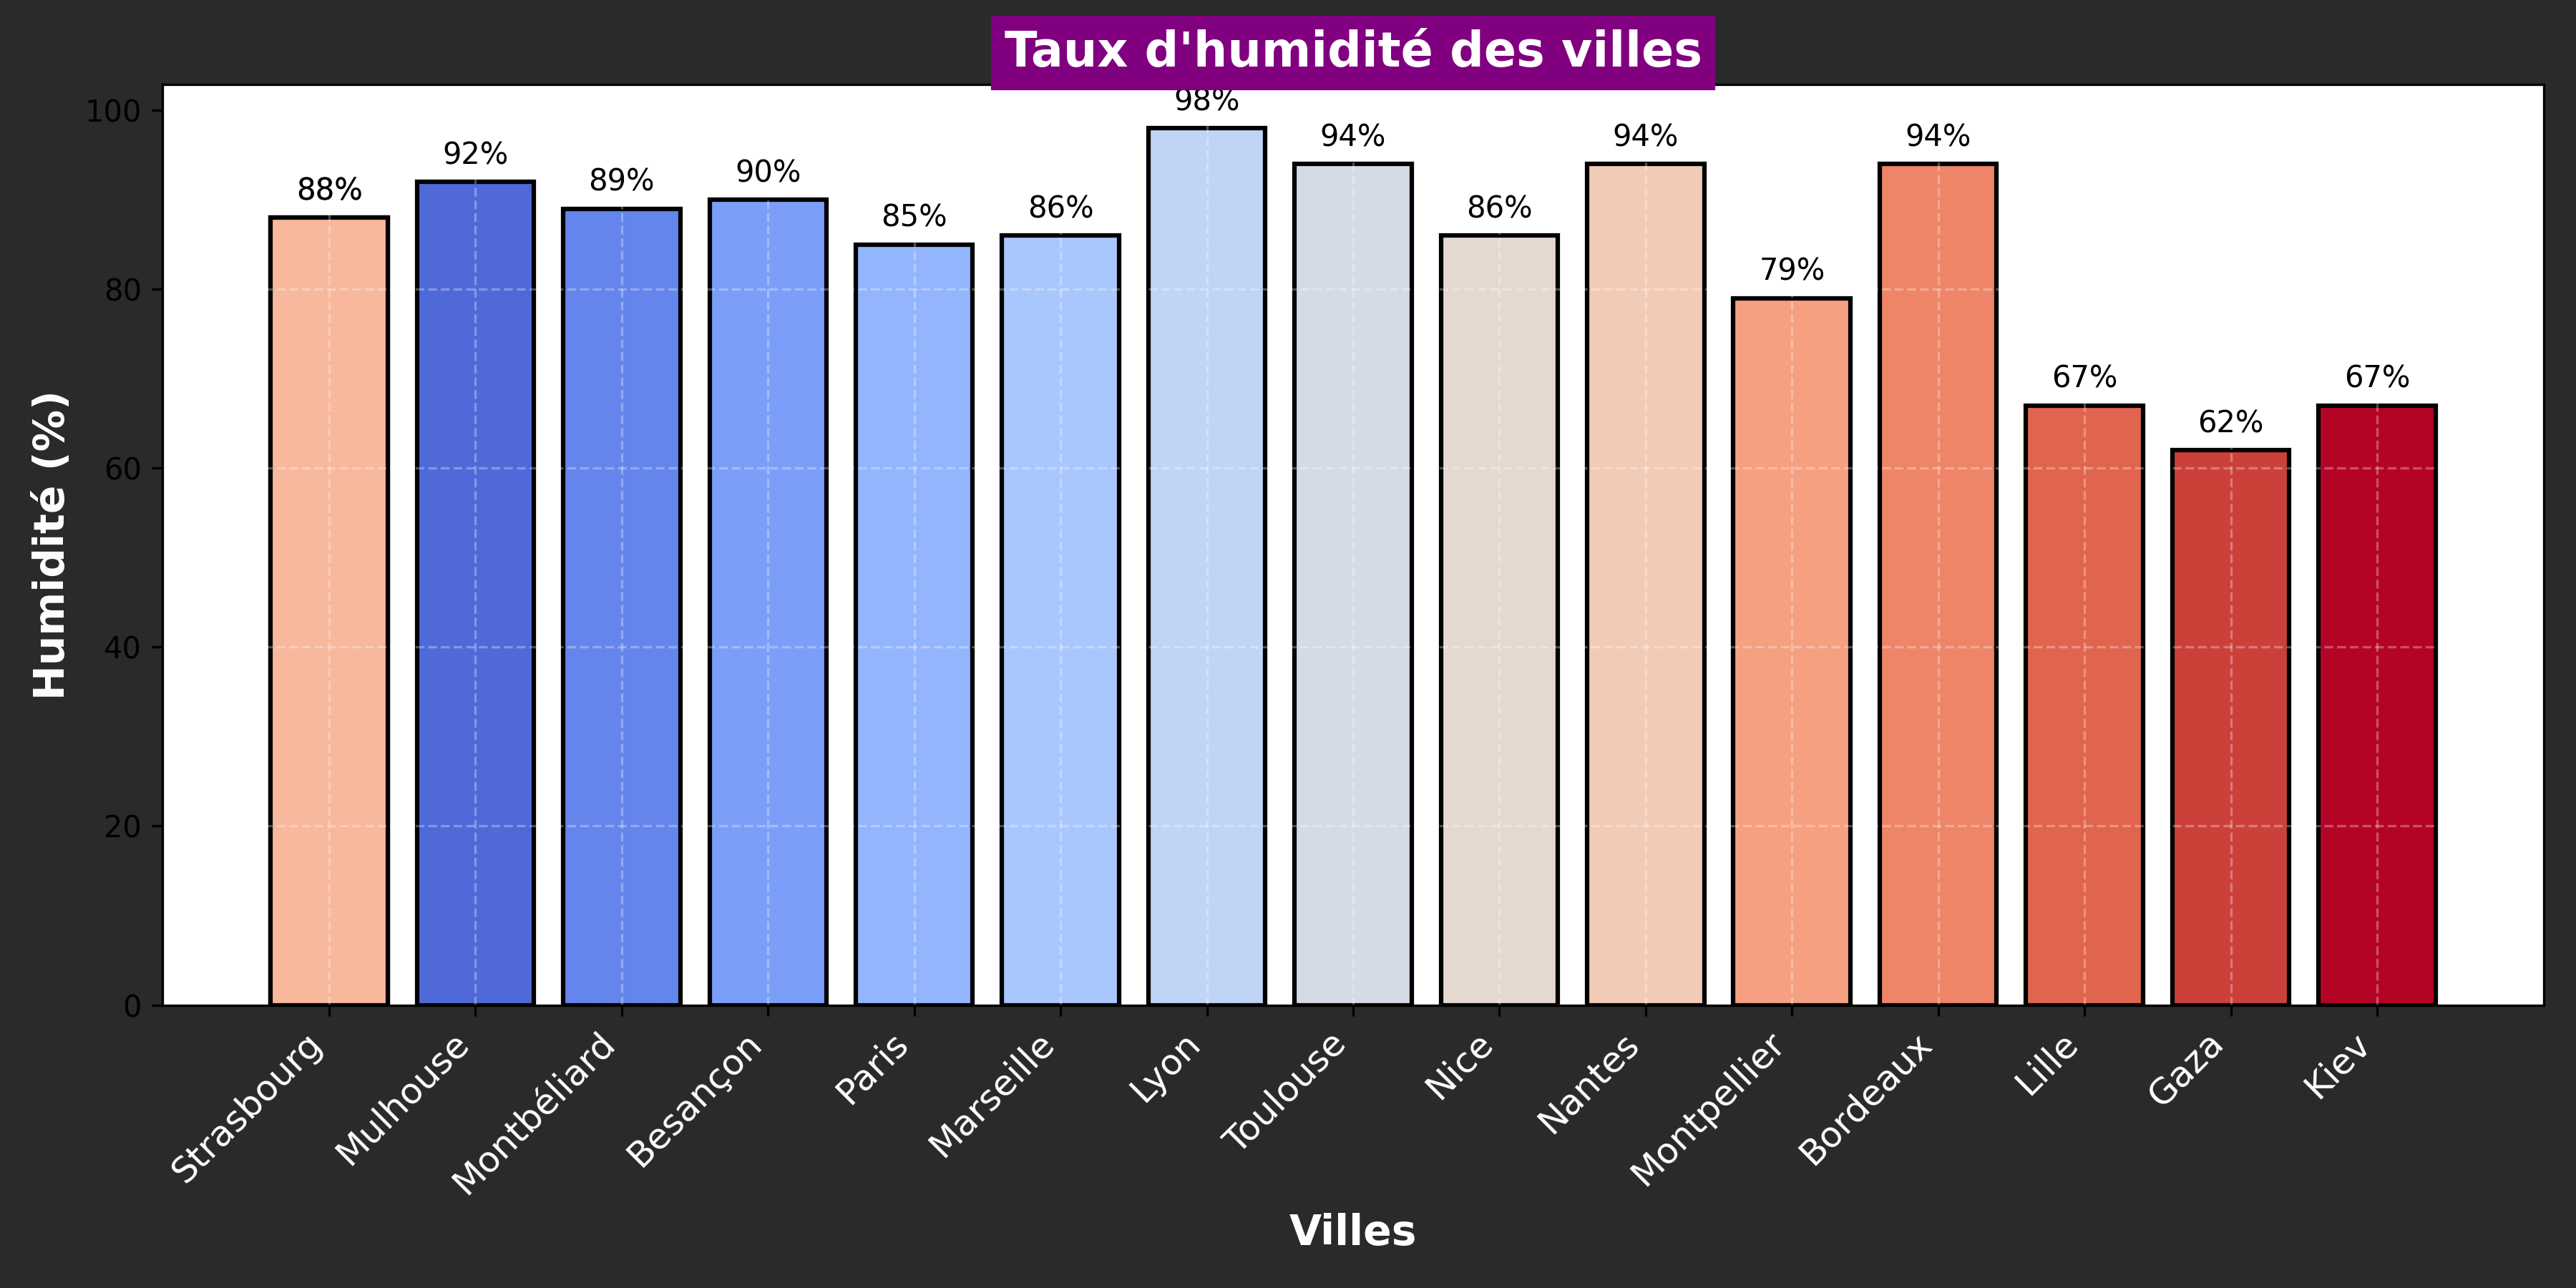 Taux d'humidité des villes
Humidité (%)
100
80
60
40
20
0
88%
92%
89%
90%
85%
86%
98%
94%
86%
94%
79%
94%
67%
62%
67%
Strasbourg
Mulhouse
Montbéliard
Besançon
Paris
Marseille
Lyon
Toulouse
Nice
Nantes
Montpellier
Bordeaux
Lille
Gaza
Kiev
Villes